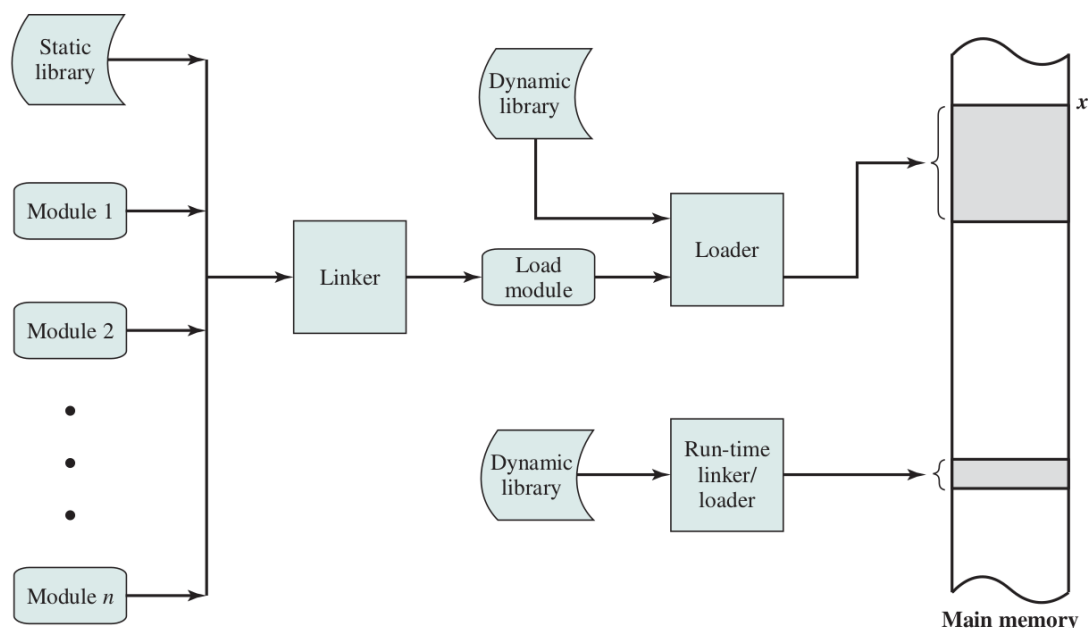 Static
library
Module 1
Module 2
Module n
Linker
Dynamic
library
Load
module
Loader
Dynamic
library
Run-time
linker/
loader
x
Main memory